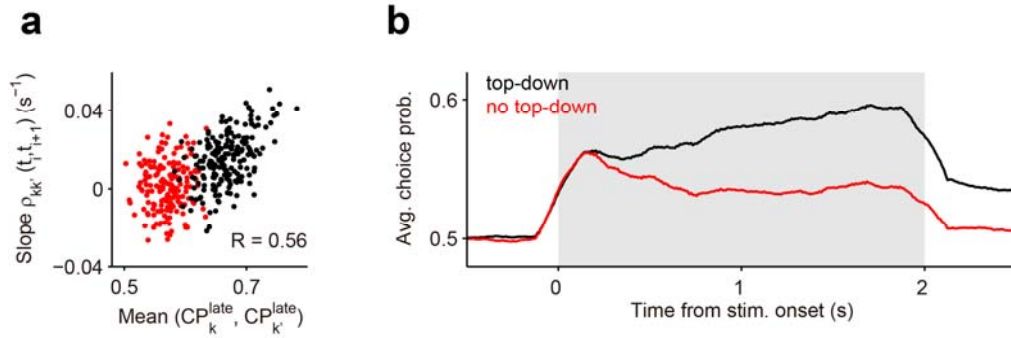 a
Slope ρkk' (ti,ti+1) (s−1)
0.04
0
−0.04
R = 0.56
0.5
0.7
Mean (CPklate, CPk'late)
b
Avg. choice prob.
0.6
0.5
top-down
no top-down
0
1
2
Time from stim. onset (s)